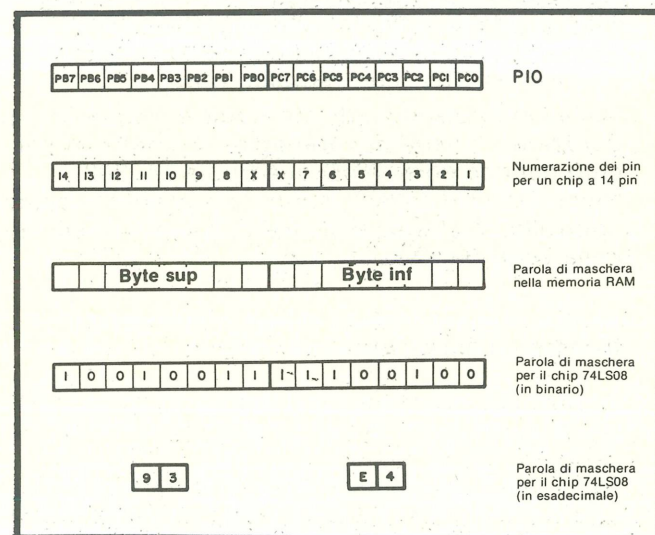 PB7 PB6 PB5 PB4 PB3 PB2 PB1 PB0 PC7 PC6 PC5 PC4 PC3 PC2 PC1 PC0 PIO
14 13 12 11 10 9 8 X X 7 6 5 4 3 2 1 Numerazione dei pin
per un chip a 14 pin
Byte sup Byte inf Parola di maschera
nella memoria RAM
1 0 0 1 0 0 1 1 1 1 1 0 0 1 0 0 Parola di maschera
per il chip 74LS08
(in binario)
9 3 E 4 Parola di maschera
per il chip 74LS08
(in esadecimale)